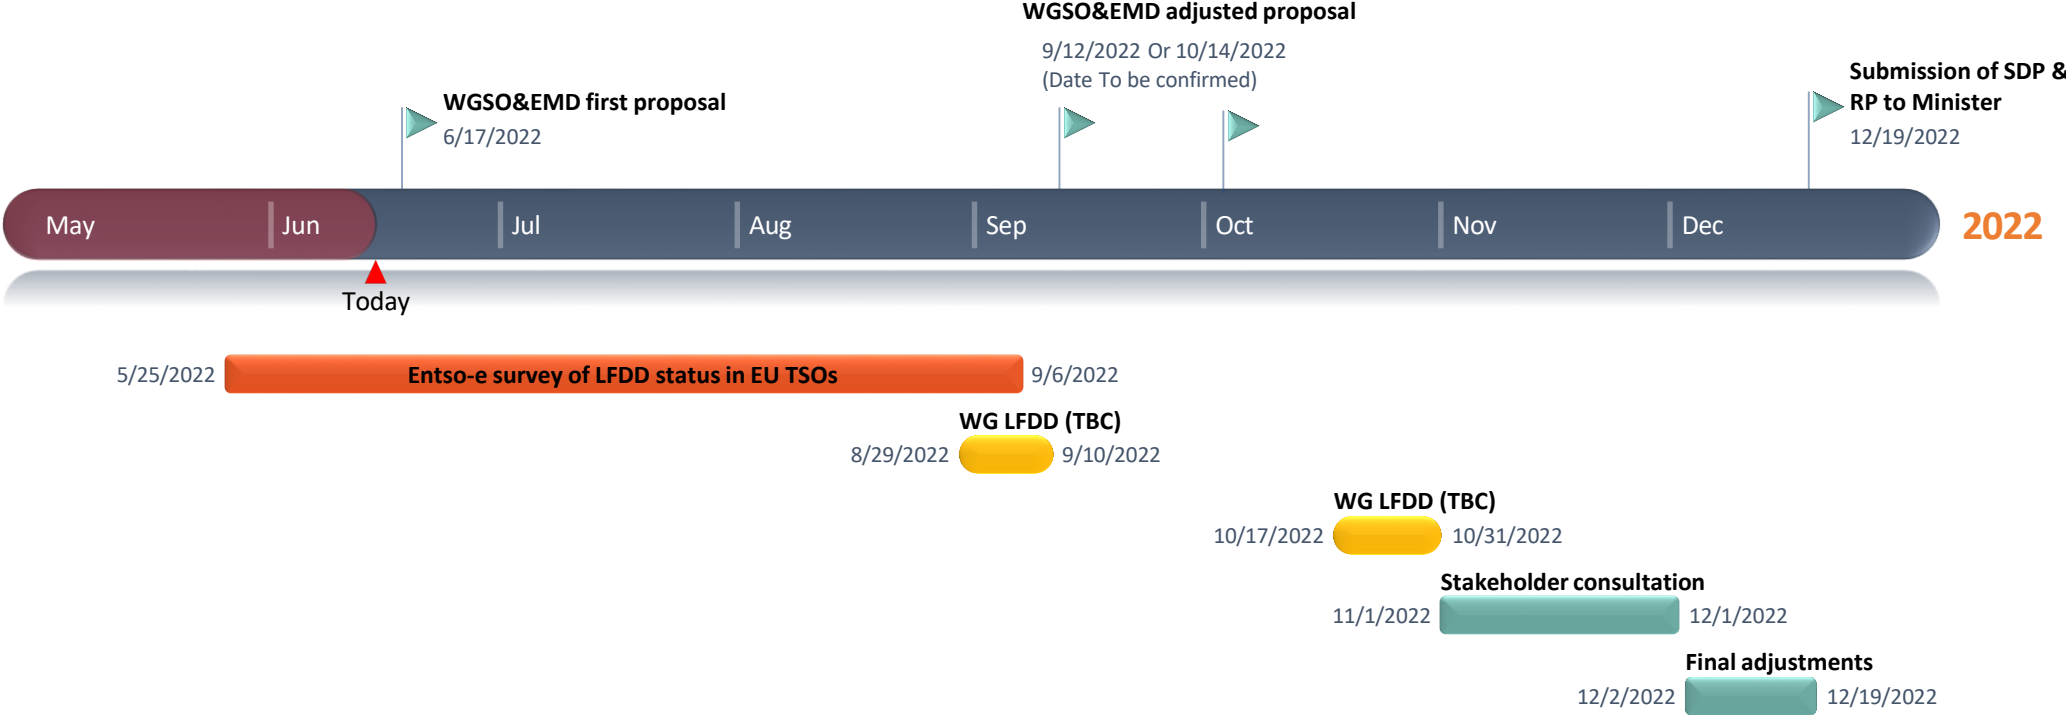 WGSO&EMD adjusted proposal
9/12/2022 Or 10/14/2022
(Date To be confirmed)
Submission of SDP &
RP to Minister
12/19/2022
WGSO&EMD first proposal
6/17/2022
May
Jun
Jul
Aug
Sep
Oct
Nov
Dec
2022
Today
5/25/2022
Entso-e survey of LFDD status in EU TSOs
9/6/2022
WG LFDD (TBC)
8/29/2022
9/10/2022
WG LFDD (TBC)
10/17/2022
10/31/2022
Stakeholder consultation
11/1/2022
12/1/2022
Final adjustments
12/2/2022
12/19/2022